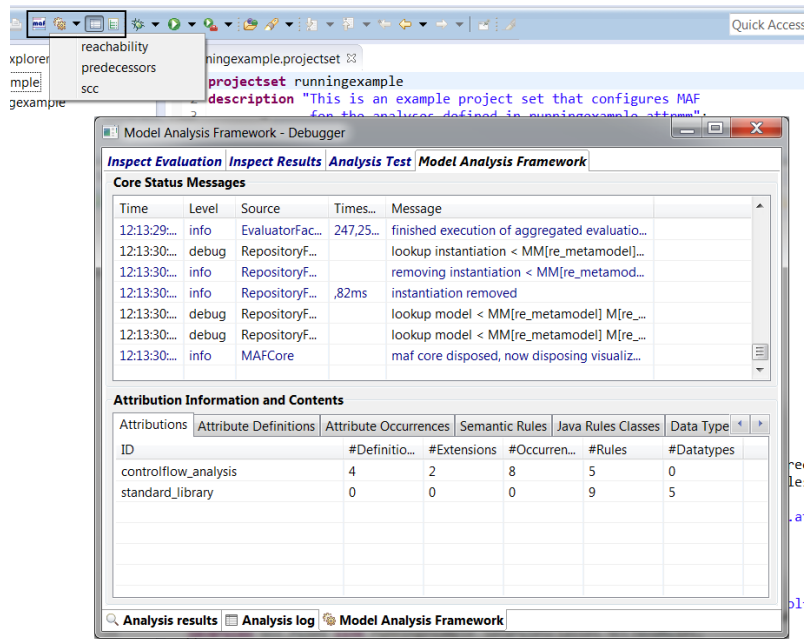 Quick Access
maf
xplorer
reachability
ningexample.projectset
mple
predecessors
projectset runningexample
scc
gexample
2 description "This is an example project set that configures MAF
3 for the analyses defined in runningexample.attrmm";
Model Analysis Framework - Debugger
Inspect Evaluation Inspect Results Analysis Test Model Analysis Framework
Core Status Messages
Time Level Source Times... Message
12:13:29:... info EvaluatorFac... 247,25... finished execution of aggregated evaluatio...
12:13:30:... debug RepositoryF... lookup instantiation < MM[re_metamodel]...
12:13:30:... info RepositoryF... removing instantiation < MM[re_metamod...
12:13:30:... info RepositoryF... ,82ms instantiation removed
12:13:30:... debug RepositoryF... lookup model < MM[re_metamodel] M[re_...
12:13:30:... debug RepositoryF... lookup model < MM[re_metamodel] M[re_...
12:13:30:... info MAFCore maf core disposed, now disposing visualiz...
Attribution Information and Contents
Attributions Attribute Definitions Attribute Occurrences Semantic Rules Java Rules Classes Data Type
ID #Definitio... #Extensions #Occurren... #Rules #Datatypes
controlflow_analysis 4 2 8 5 0
standard_library 0 0 0 9 5
Analysis results Analysis log Model Analysis Framework